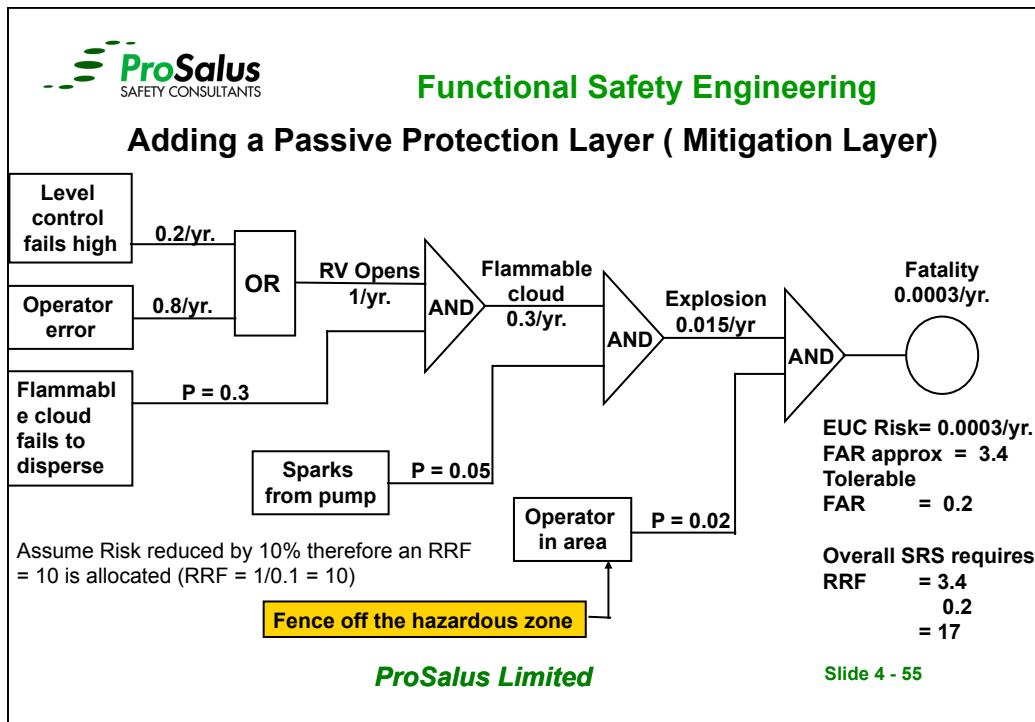 ProSalus
SAFETY CONSULTANTS
Functional Safety Engineering
Adding a Passive Protection Layer ( Mitigation Layer)
Level
control
fails high
0.2/yr.
Operator
error
0.8/yr.
OR
RV Opens
1/yr.
AND
Flammable
cloud
0.3/yr.
AND
Explosion
0.015/yr
AND
Fatality
0.0003/yr.
Flammabl
e cloud
fails to
disperse
P = 0.3
Sparks
from pump
P = 0.05
Operator
in area
P = 0.02
EUC Risk= 0.0003/yr.
FAR approx = 3.4
Tolerable
FAR = 0.2
Overall SRS requires
RRF = 3.4
0.2
= 17
Assume Risk reduced by 10% therefore an RRF
= 10 is allocated (RRF = 1/0.1 = 10)
Fence off the hazardous zone
ProSalus Limited
Slide 4 - 55